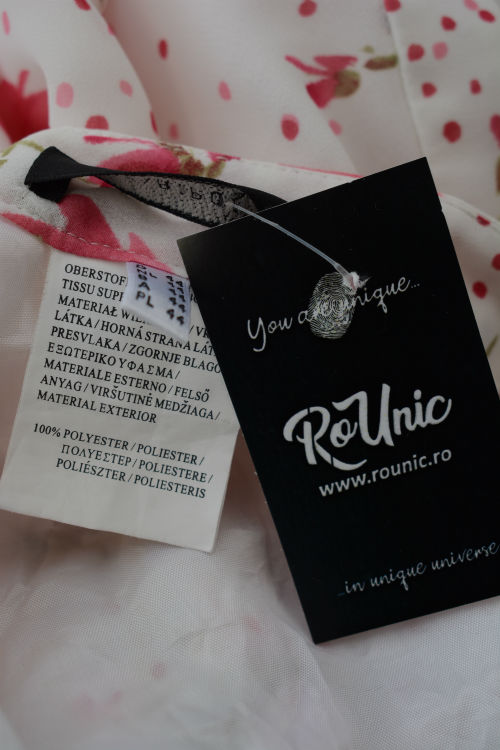 OBERSTOF
TISSU SUP
MATERIAŁ WIE
LÁTKA / HORNÁ STRANA LÁT
PRESVLAKA / ZGORNJE BLAGO
ΕΞΩΤΕΡΙΚΟ ΥΦΑΣΜΑ /
MATERIALE ESTERNO / FELSŐ
ANYAG / VIRŠUTINĖ MEDŽIAGA /
MATERIAL EXTERIOR
100% POLYESTER / POLIESTER /
ΠΟΛΥΕΣΤΕΡ / POLIESTERE /
POLIÉSZTER / POLIESTERIS
PL 44
You are unique...
RoUnic
www.rounic.ro
...in unique universe